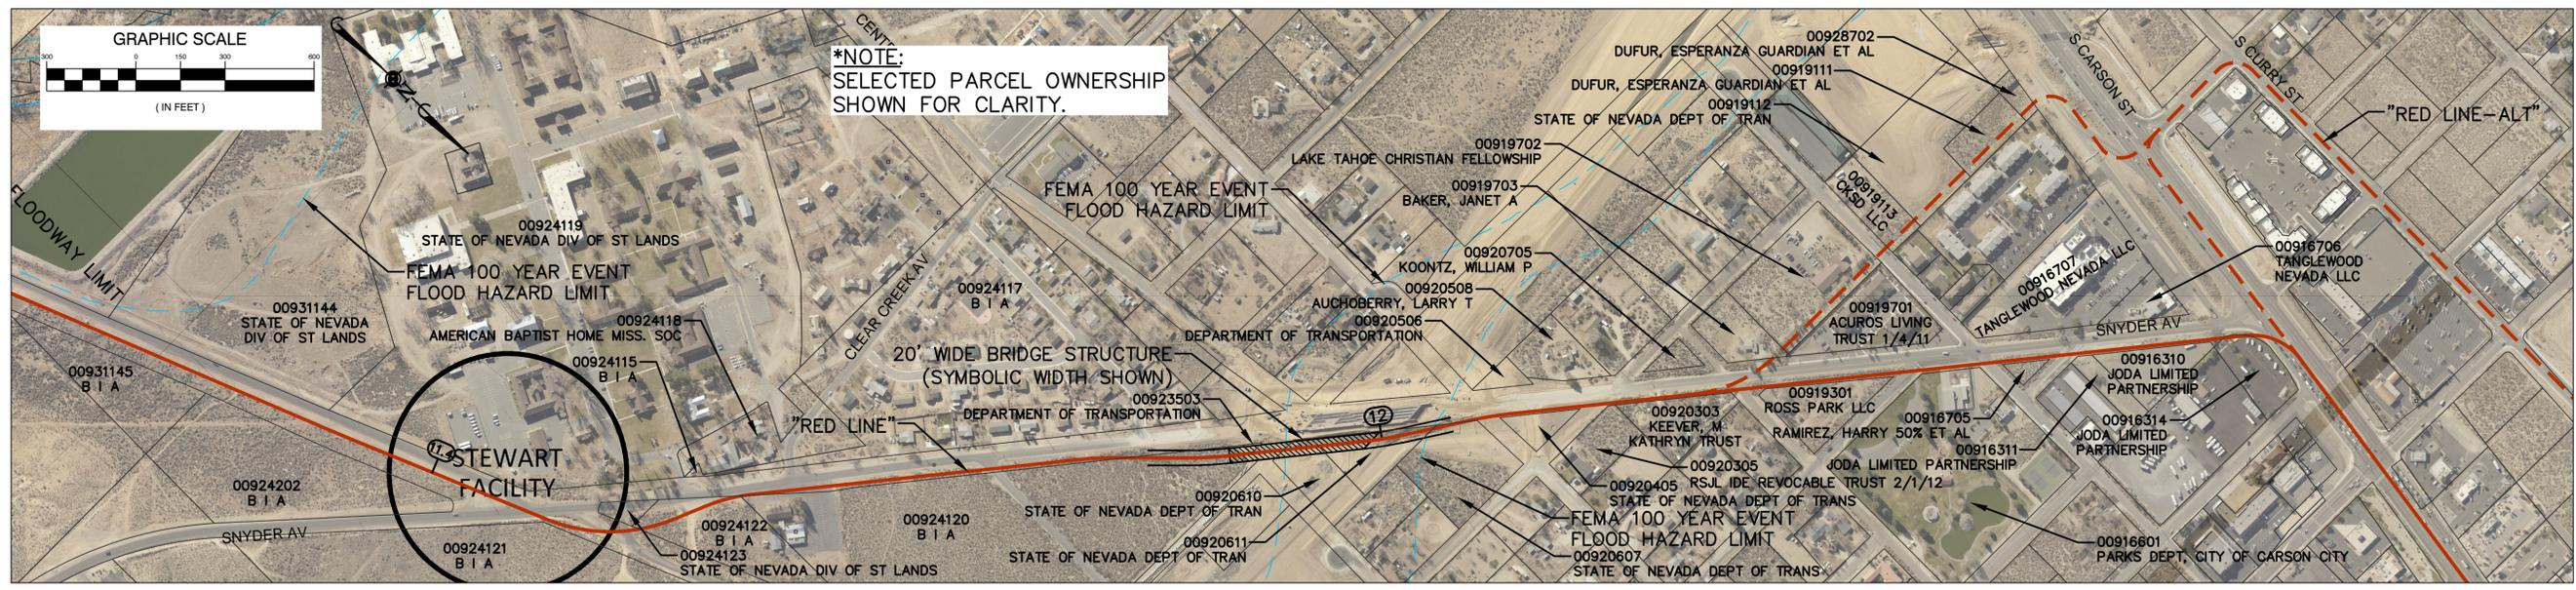 GRAPHIC SCALE
300 0 150 300 600
( IN FEET )
*NOTE:
SELECTED PARCEL OWNERSHIP
SHOWN FOR CLARITY.
FLOODWAY LIMIT
00924119
STATE OF NEVADA DIV OF ST LANDS
FEMA 100 YEAR EVENT
FLOOD HAZARD LIMIT
00931144
STATE OF NEVADA
DIV OF ST LANDS
00924118
AMERICAN BAPTIST HOME MISS. SOC
00924115
B I A
00931145
B I A
11.4
STEWART
FACILITY
00924202
B I A
SNYDER AV
00924121
B I A
00924122
B I A
00924123
STATE OF NEVADA DIV OF ST LANDS
00924120
B I A
"RED LINE"
CLEAR CREEK AV
00924117
B I A
20' WIDE BRIDGE STRUCTURE
(SYMBOLIC WIDTH SHOWN)
00923503
DEPARTMENT OF TRANSPORTATION
12
00920610
STATE OF NEVADA DEPT OF TRAN
00920611
STATE OF NEVADA DEPT OF TRAN
FEMA 100 YEAR EVENT
FLOOD HAZARD LIMIT
00928702
DUFUR, ESPERANZA GUARDIAN ET AL
00919111
DUFUR, ESPERANZA GUARDIAN ET AL
00919112
STATE OF NEVADA DEPT OF TRAN
00919702
LAKE TAHOE CHRISTIAN FELLOWSHIP
00919703
BAKER, JANET A
00920705
KOONTZ, WILLIAM P
00920508
AUCHOBERRY, LARRY T
00920506
DEPARTMENT OF TRANSPORTATION
00919113
CKSD LLC
S CARSON ST
S CURRY ST
"RED LINE-ALT"
00916706
TANGLEWOOD
NEVADA LLC
00916707
TANGLEWOOD NEVADA LLC
SNYDER AV
00919701
ACUROS LIVING
TRUST 1/4/11
00916310
JODA LIMITED
PARTNERSHIP
00919301
ROSS PARK LLC
00916705
RAMIREZ, HARRY 50% ET AL
00916314
JODA LIMITED
PARTNERSHIP
00916311
JODA LIMITED PARTNERSHIP
00920303
KEEVER, M
KATHRYN TRUST
00920305
RSJL IDE REVOCABLE TRUST 2/1/12
00920405
STATE OF NEVADA DEPT OF TRANS
FEMA 100 YEAR EVENT
FLOOD HAZARD LIMIT
00920607
STATE OF NEVADA DEPT OF TRANS
00916601
PARKS DEPT, CITY OF CARSON CITY